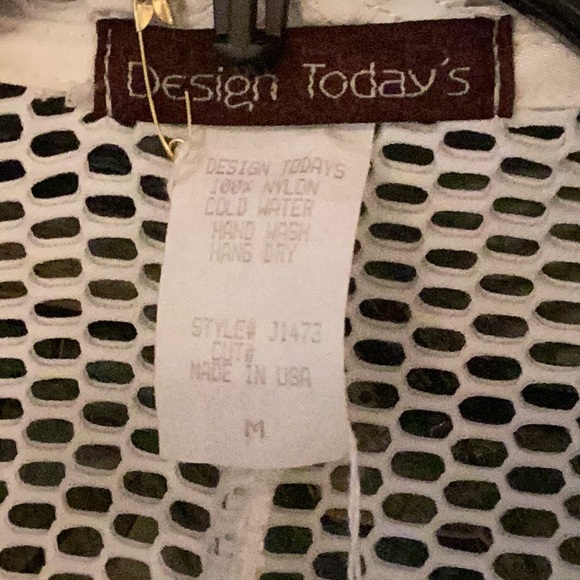 Design Today's
DESIGN TODAYS
100% NYLON
COLD WATER
HAND WASH
HANG DRY
STYLE# J1473
CUT#
MADE IN USA
M